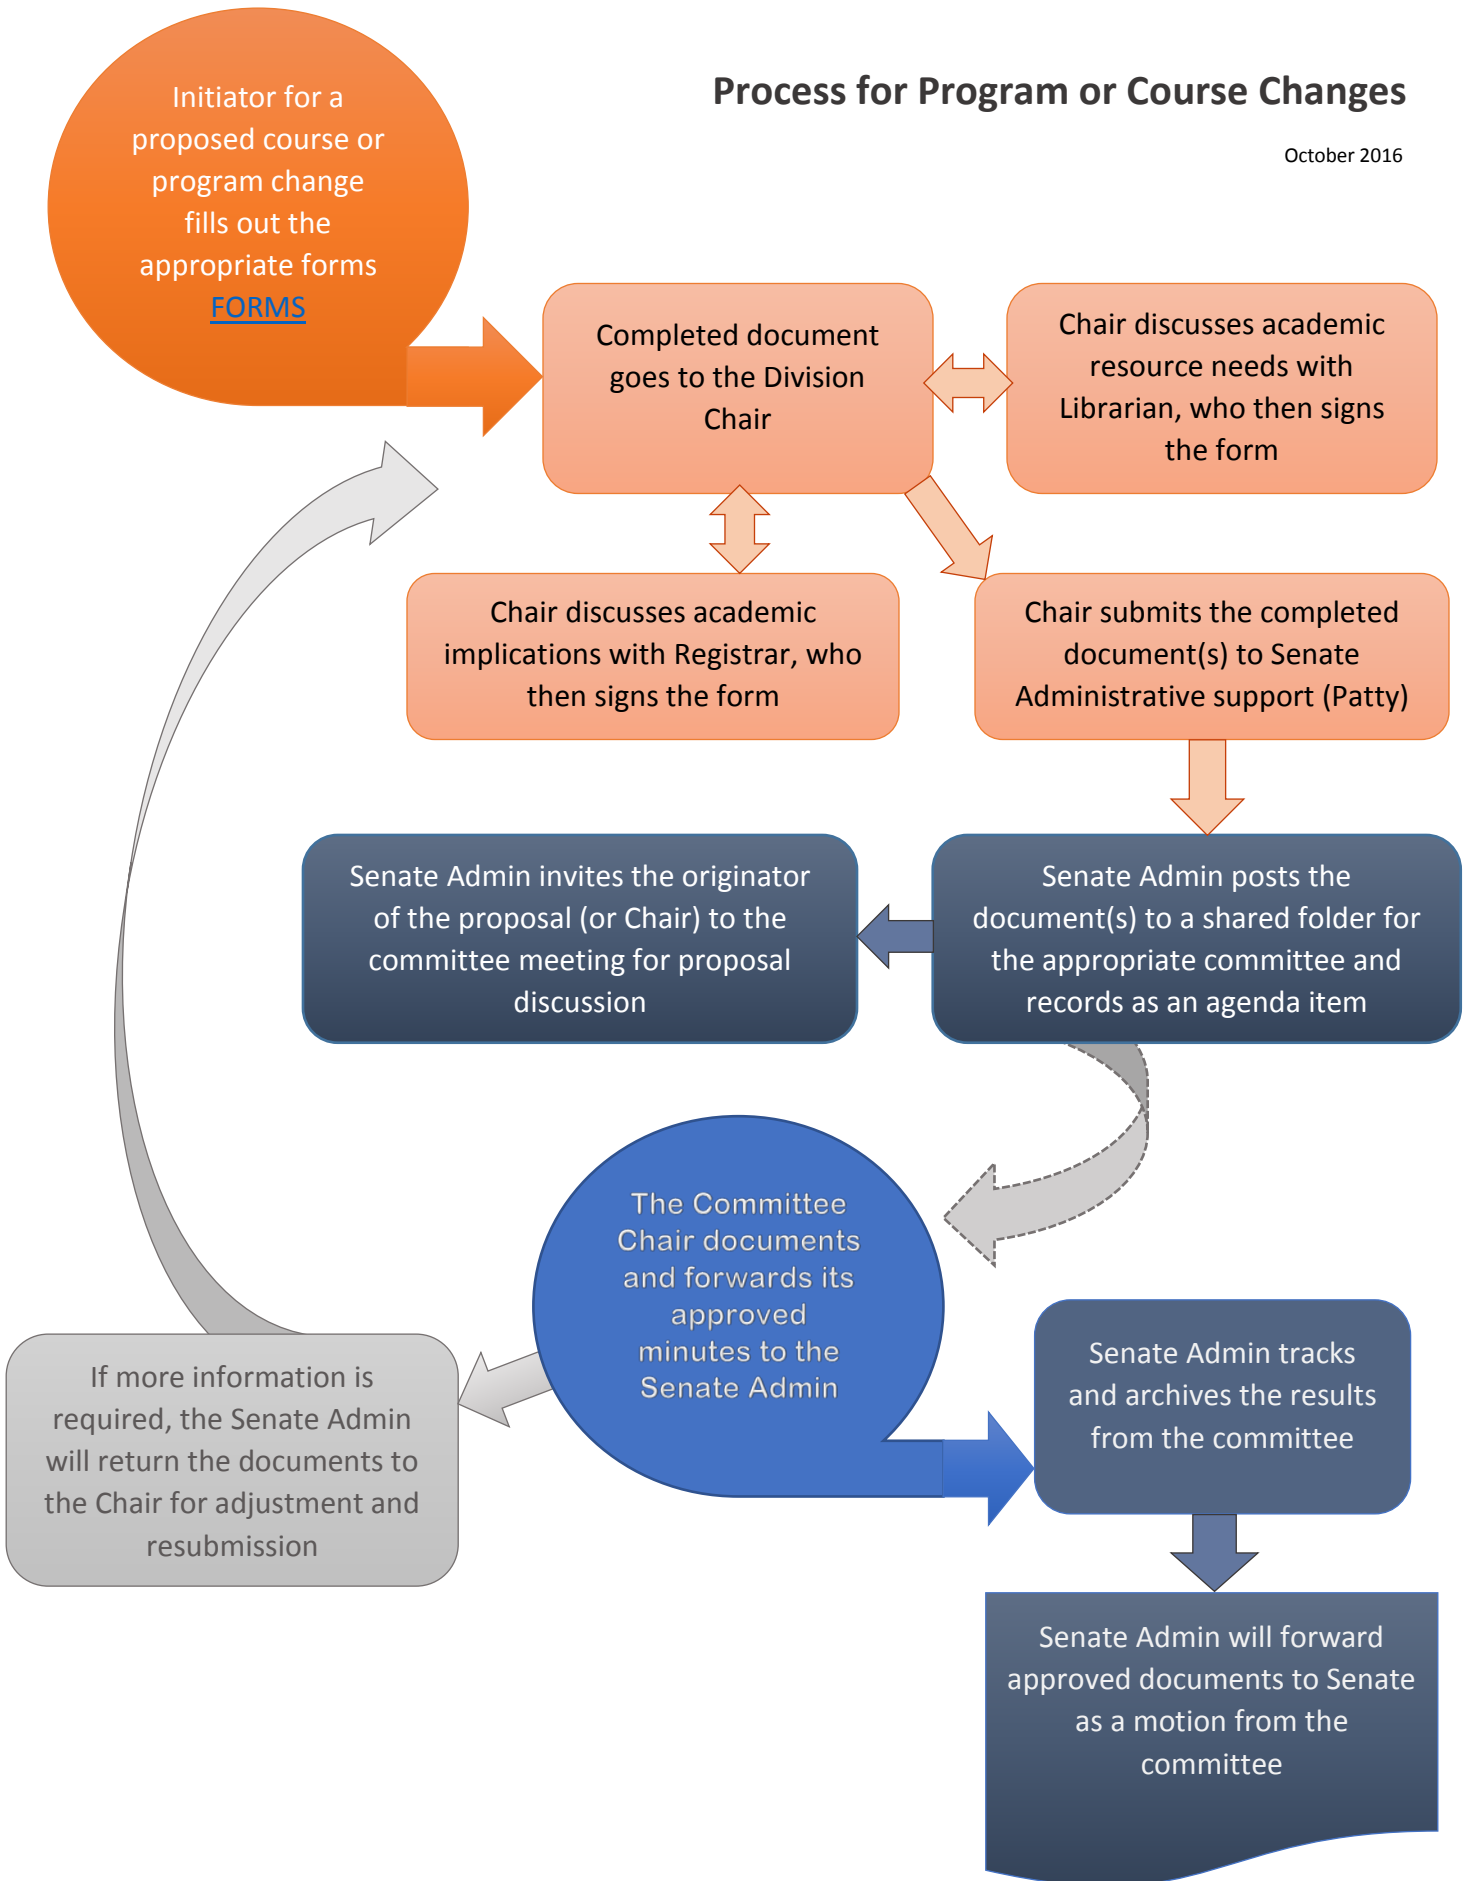 Process for Program or Course Changes
October 2016
Initiator for a
proposed course or
program change
fills out the
appropriate forms
FORMS
Completed document
goes to the Division
Chair
Chair discusses academic
resource needs with
Librarian, who then signs
the form
Chair discusses academic
implications with Registrar, who
then signs the form
Chair submits the completed
document(s) to Senate
Administrative support (Patty)
Senate Admin invites the originator
of the proposal (or Chair) to the
committee meeting for proposal
discussion
Senate Admin posts the
document(s) to a shared folder for
the appropriate committee and
records as an agenda item
The Committee
Chair documents
and forwards its
approved
minutes to the
Senate Admin
If more information is
required, the Senate Admin
will return the documents to
the Chair for adjustment and
resubmission
Senate Admin tracks
and archives the results
from the committee
Senate Admin will forward
approved documents to Senate
as a motion from the
committee